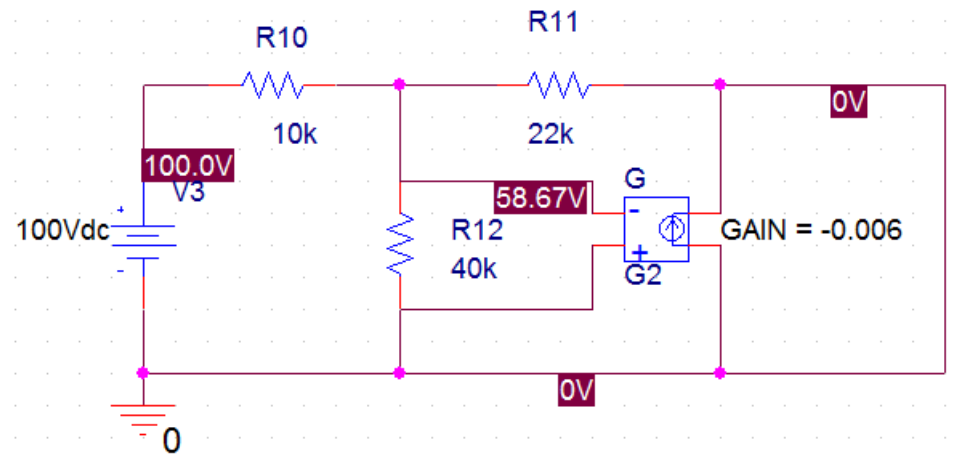 R10
R11
10k
22k
0V
100.0V
V3
58.67V
G
-
+
100Vdc
-
R12
40k
+
G2
GAIN = -0.006
0V
0